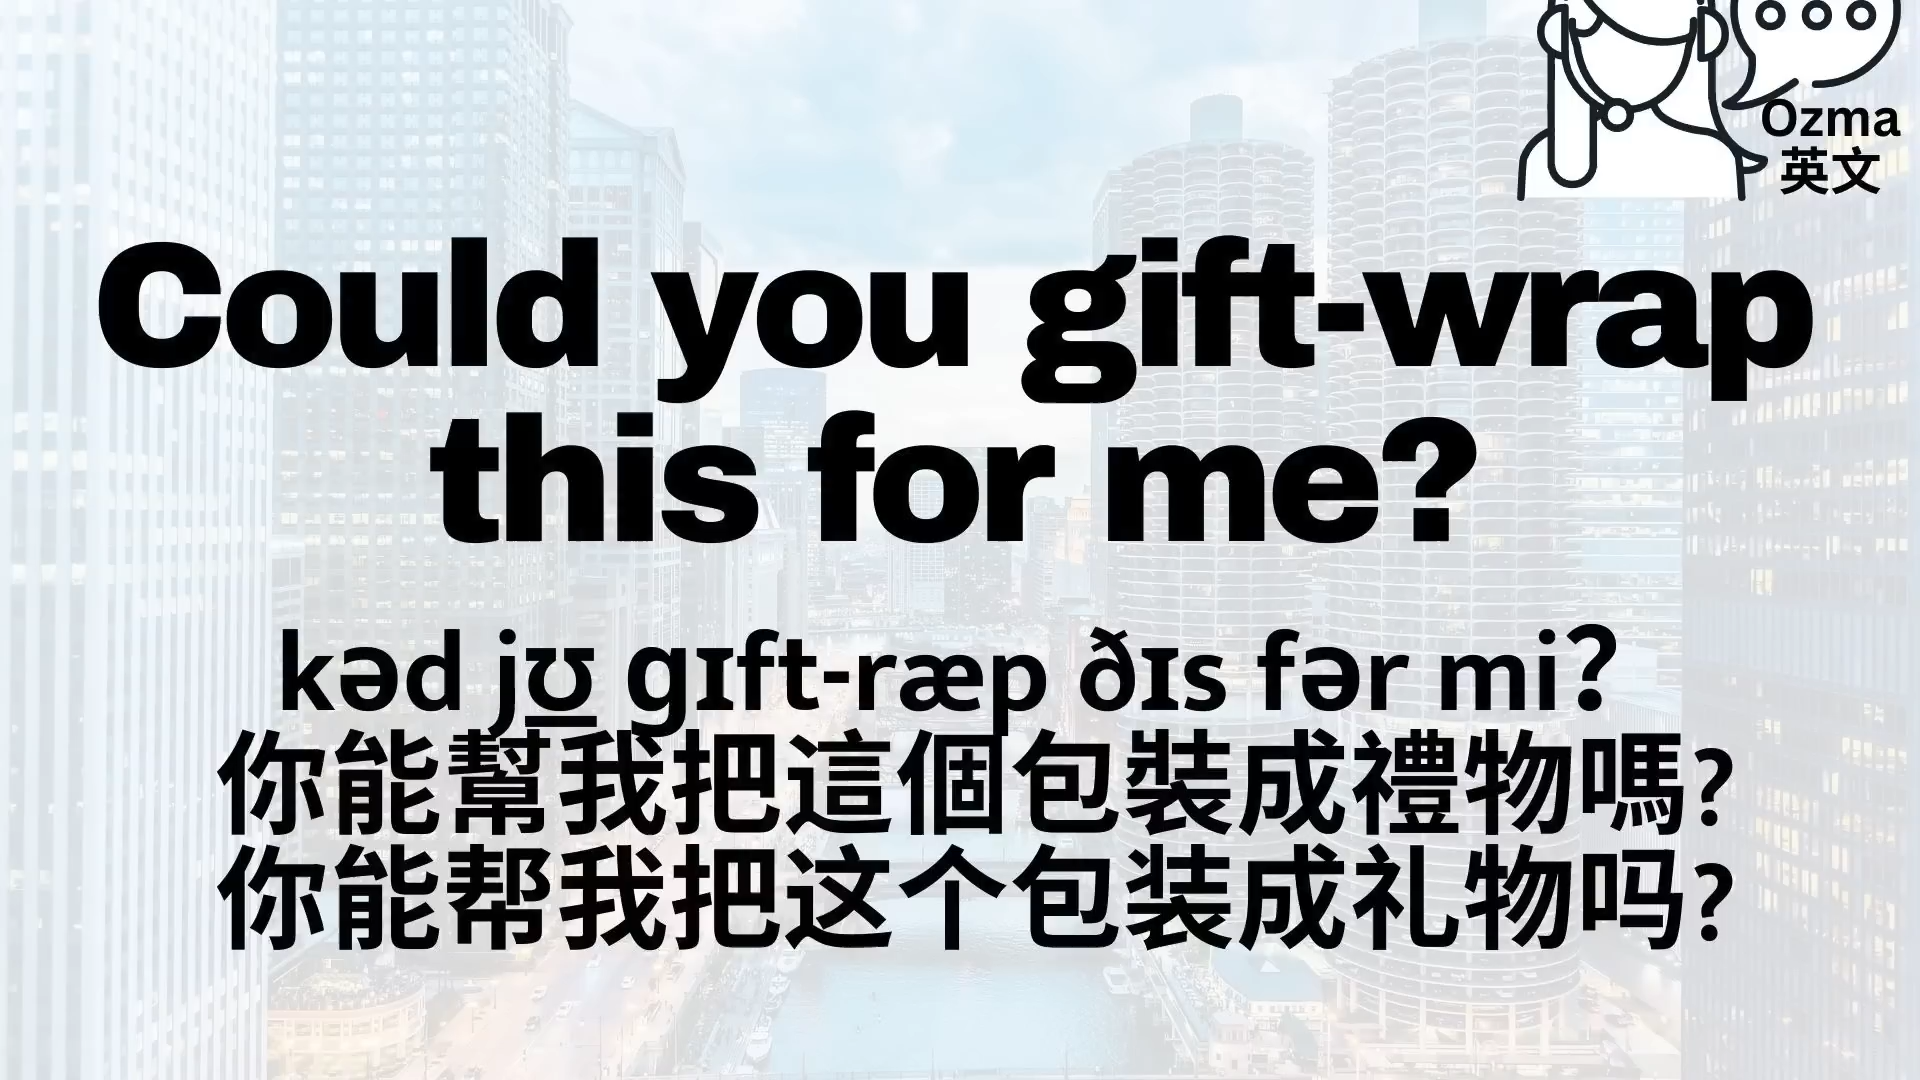 Ozma
英文
Could you gift-wrap
this for me?
kəd jʊ gɪft-ræp ðɪs fər mi?
你能幫我把這個包裝成禮物嗎?
你能帮我把这个包装成礼物吗?